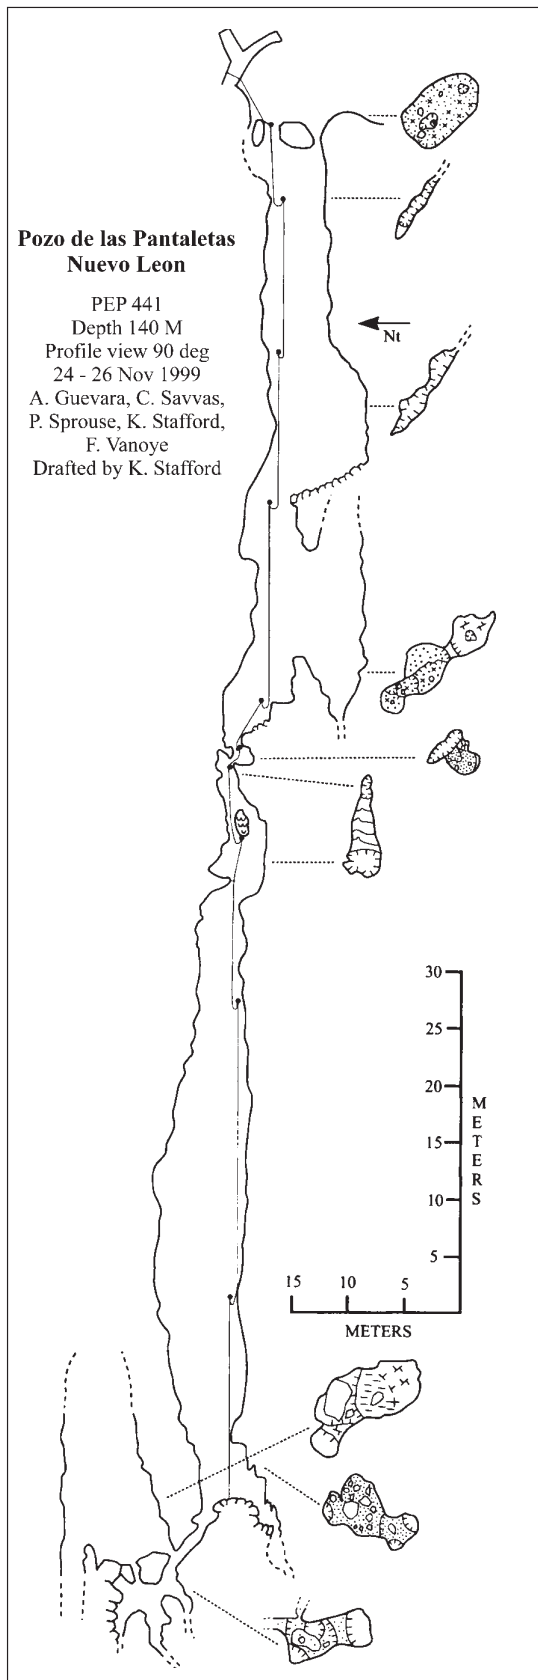 Pozo de las Pantaletas
Nuevo Leon
PEP 441
Depth 140 M
Profile view 90 deg
24 - 26 Nov 1999
A. Guevara, C. Savvas,
P. Sprouse, K. Stafford,
F. Vanoye
Drafted by K. Stafford
Nt
30
25
20
15
10
5
METERS
15 10 5
METERS